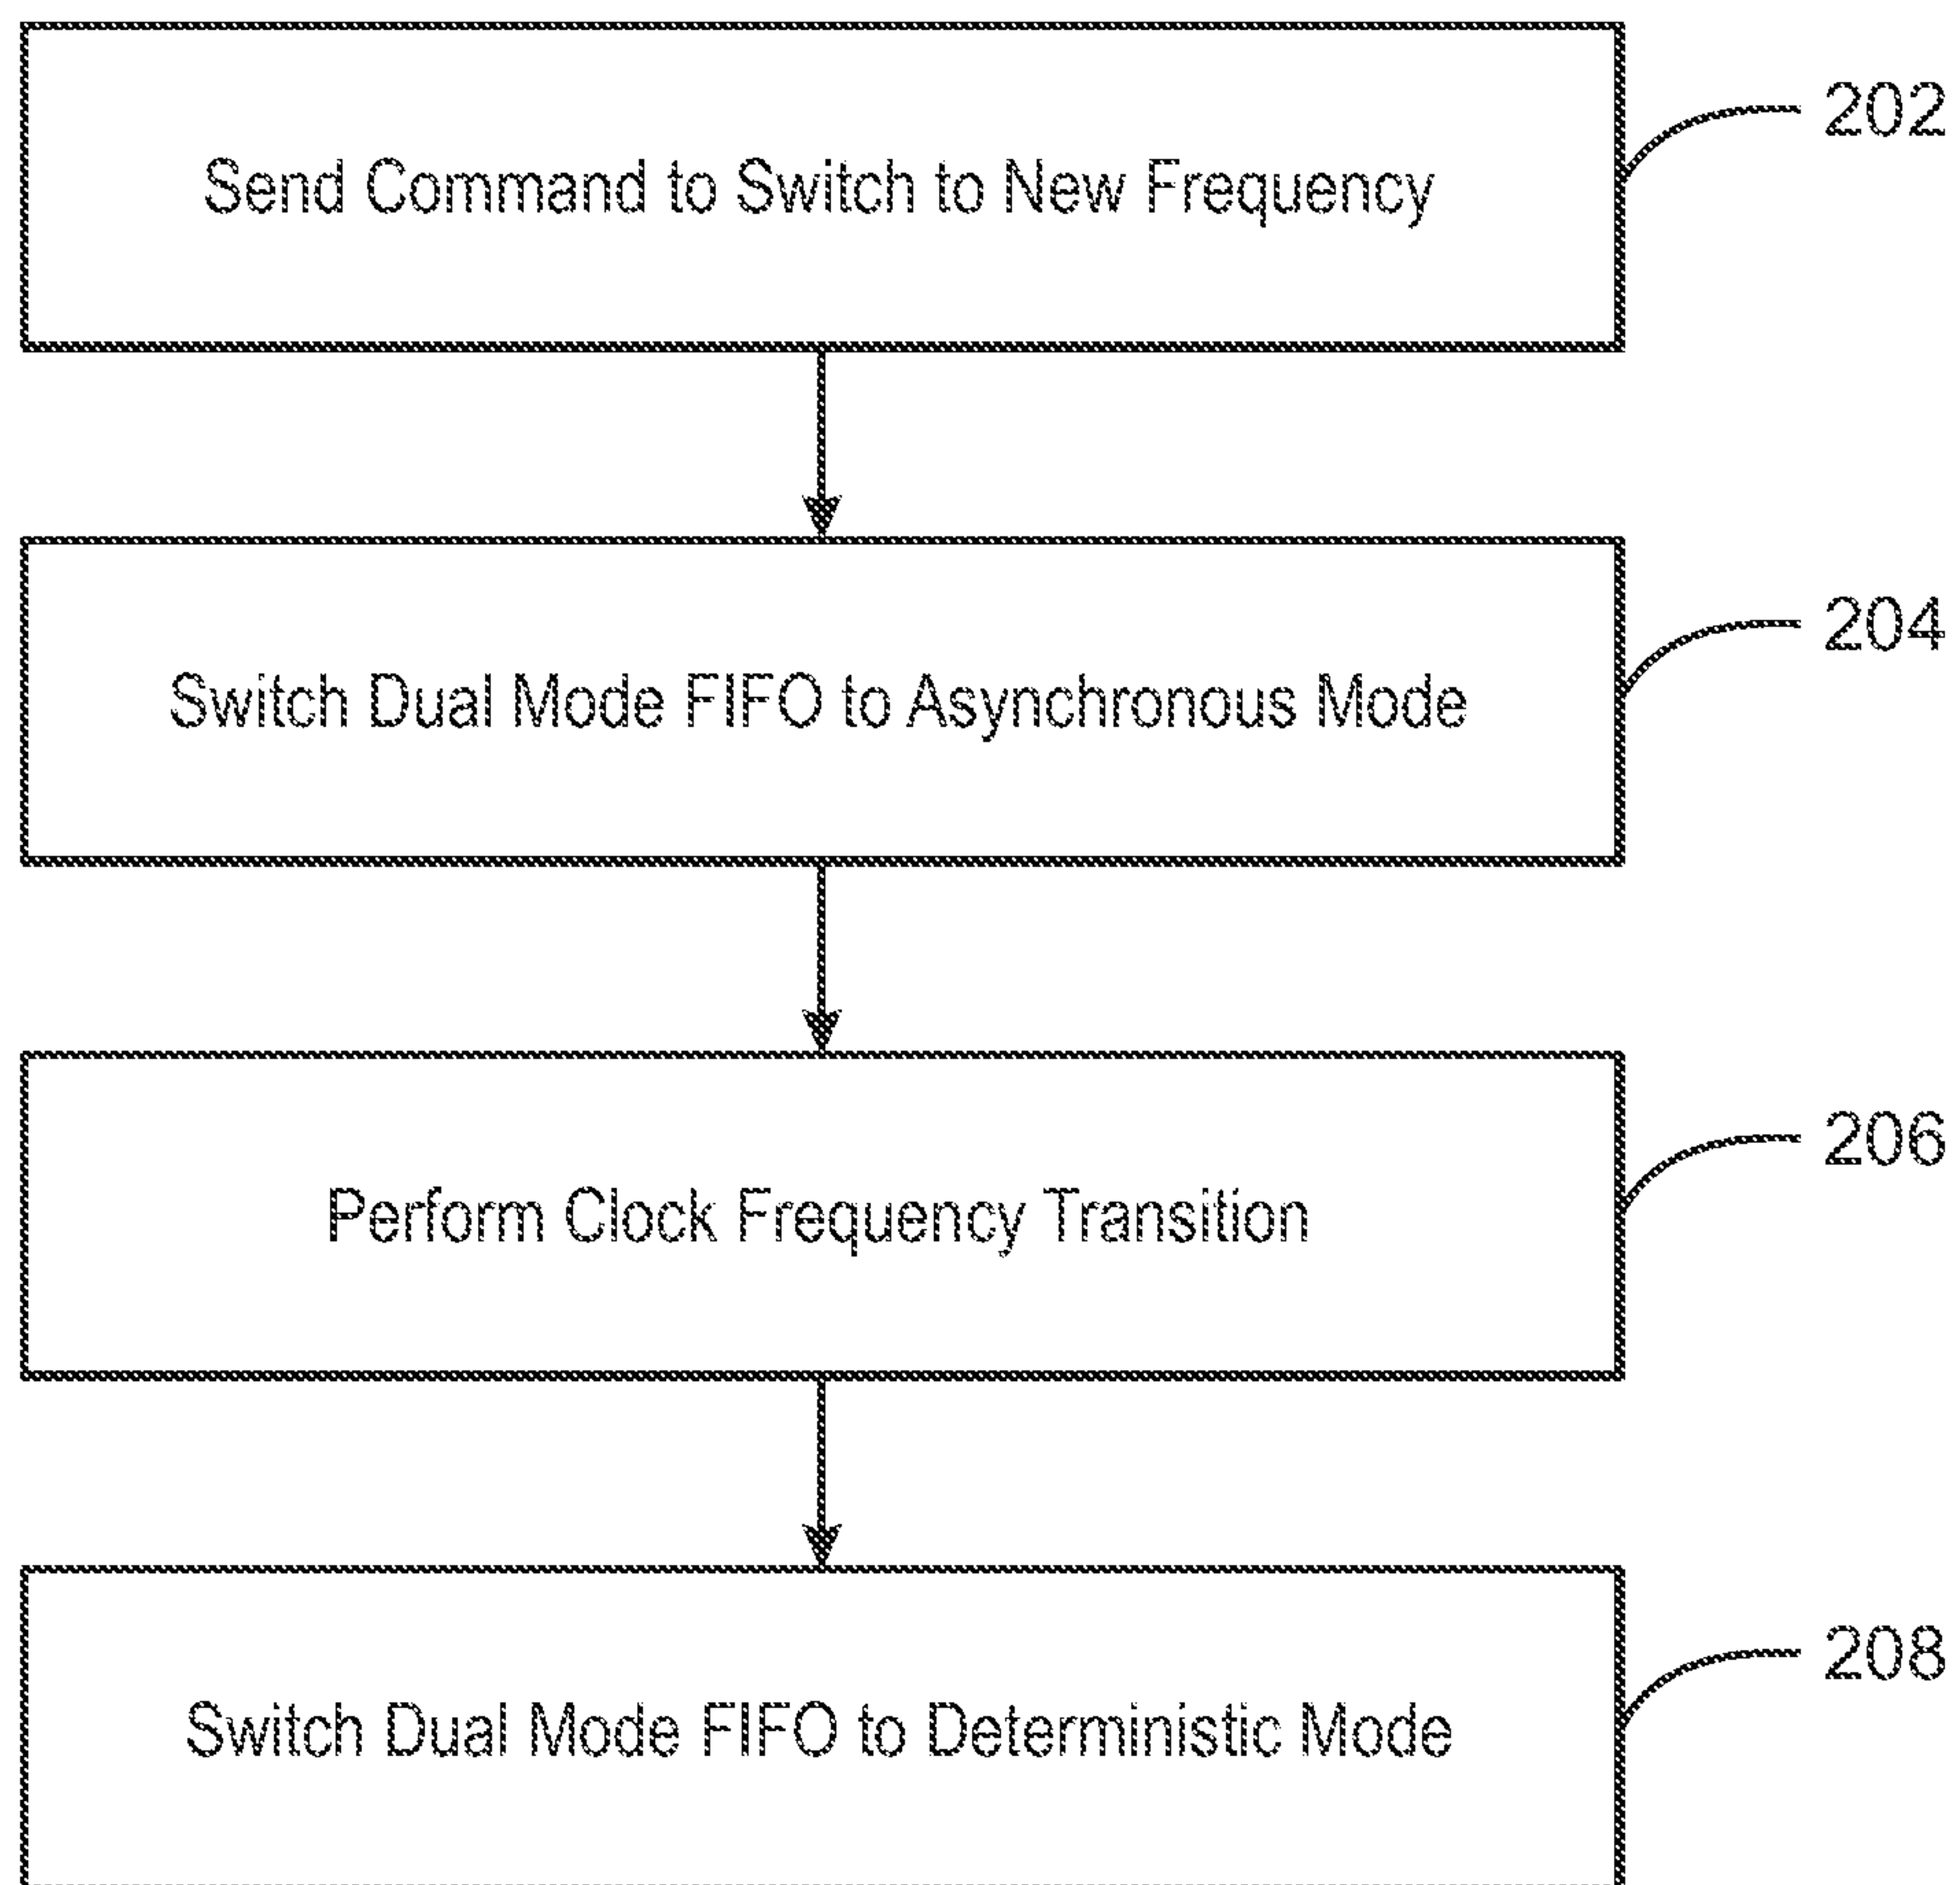 Send Command to Switch to New Frequency
202
Switch Dual Mode FIFO to Asynchronous Mode
204
Perform Clock Frequency Transition
206
Switch Dual Mode FIFO to Deterministic Mode
208